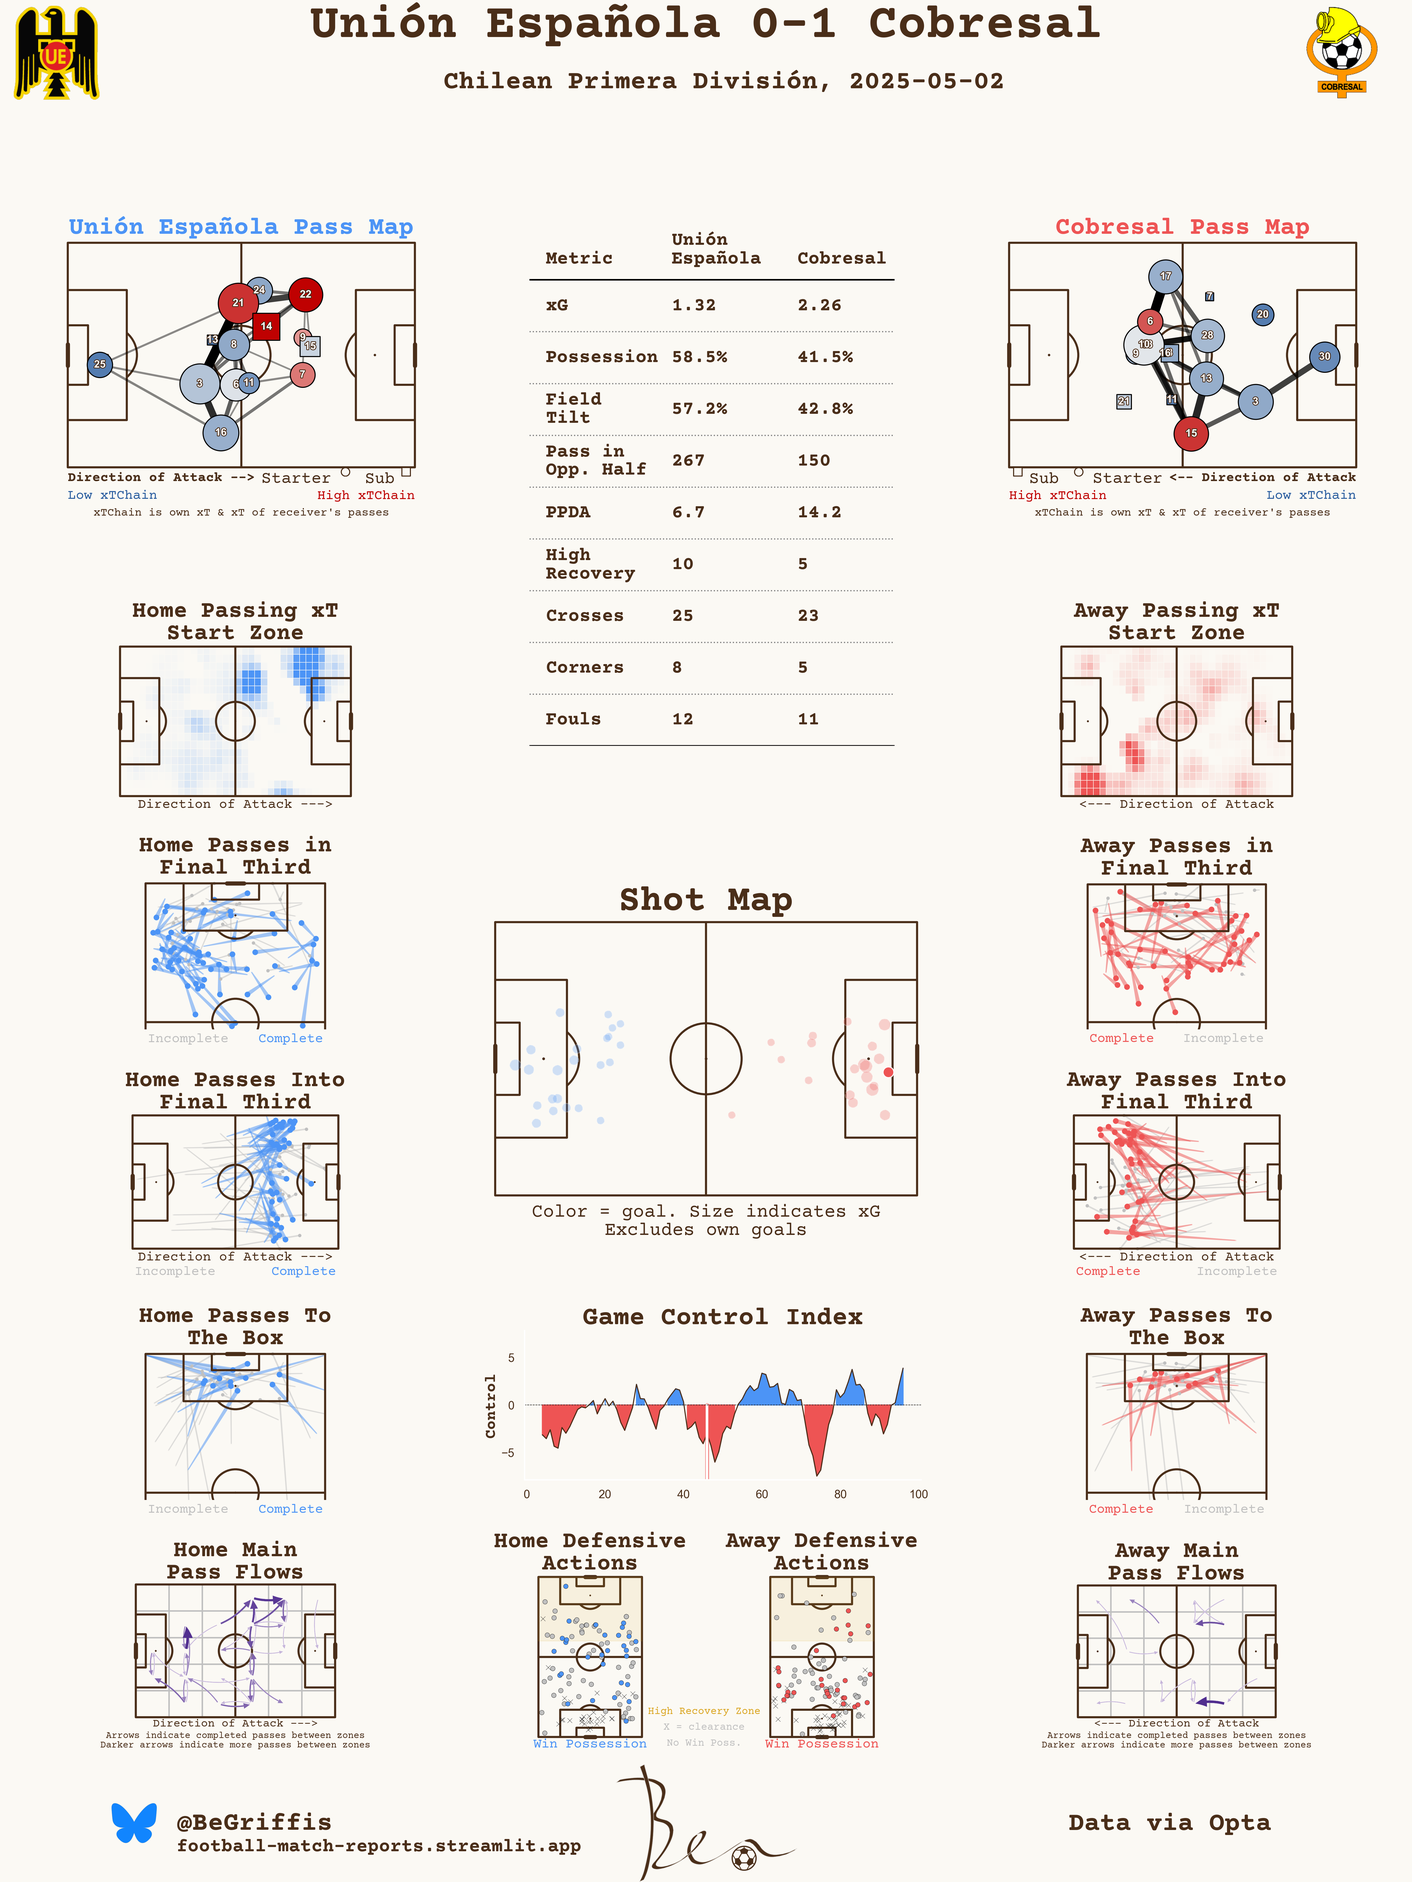 Unión Española 0-1 Cobresal
Chilean Primera División, 2025-05-02
UE
COBRESAL
Unión Española Pass Map
25
21
24
22
14
13
8
9
15
3
6
11
7
16
Direction of Attack --> Starter Sub
Low xTChain High xTChain
xTChain is own xT & xT of receiver's passes
Metric Unión Española Cobresal
xG 1.32 2.26
Possession 58.5% 41.5%
Field Tilt 57.2% 42.8%
Pass in Opp. Half 267 150
PPDA 6.7 14.2
High Recovery 10 5
Crosses 25 23
Corners 8 5
Fouls 12 11
Cobresal Pass Map
17
7
6
20
28
10
9
16
30
13
21
11
3
15
Sub Starter <-- Direction of Attack
High xTChain Low xTChain
xTChain is own xT & xT of receiver's passes
Home Passing xT
Start Zone
Direction of Attack --->
Away Passing xT
Start Zone
<--- Direction of Attack
Home Passes in
Final Third
Incomplete Complete
Away Passes in
Final Third
Complete Incomplete
Shot Map
Color = goal. Size indicates xG
Excludes own goals
Home Passes Into
Final Third
Direction of Attack --->
Incomplete Complete
Away Passes Into
Final Third
<--- Direction of Attack
Complete Incomplete
Home Passes To
The Box
Incomplete Complete
Game Control Index
Control
5
0
−5
0 20 40 60 80 100
Away Passes To
The Box
Complete Incomplete
Home Main
Pass Flows
Direction of Attack --->
Arrows indicate completed passes between zones
Darker arrows indicate more passes between zones
Home Defensive
Actions
Win Possession
High Recovery Zone
X = clearance
No Win Poss.
Away Defensive
Actions
Win Possession
Away Main
Pass Flows
<--- Direction of Attack
Arrows indicate completed passes between zones
Darker arrows indicate more passes between zones
@BeGriffis
football-match-reports.streamlit.app
Ben
Data via Opta